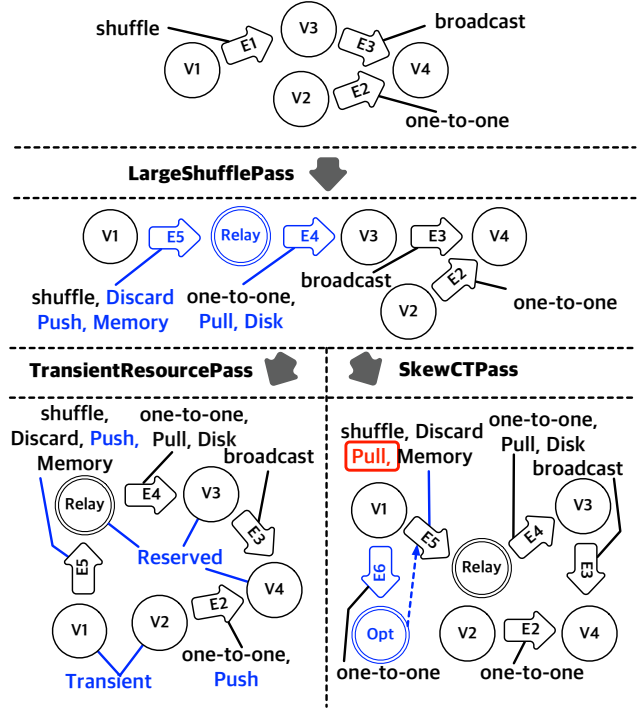 shuffle
broadcast
E1
V3
E3
V1
V2
E2
V4
one-to-one
LargeShufflePass
V1
E5
Relay
E4
V3
E3
V4
broadcast
E2
V2
shuffle, Discard
Push, Memory
one-to-one,
Pull, Disk
one-to-one
TransientResourcePass
shuffle,
Discard, Push,
Memory
one-to-one,
Pull, Disk
broadcast
Relay
E4
V3
E3
Reserved
E5
V4
V1
V2
E2
Transient
one-to-one,
Push
SkewCTPass
shuffle, Discard
Pull, Memory
one-to-one,
Pull, Disk
broadcast
V1
E5
E4
V3
E6
Relay
E3
Opt
V2
E2
V4
one-to-one
one-to-one